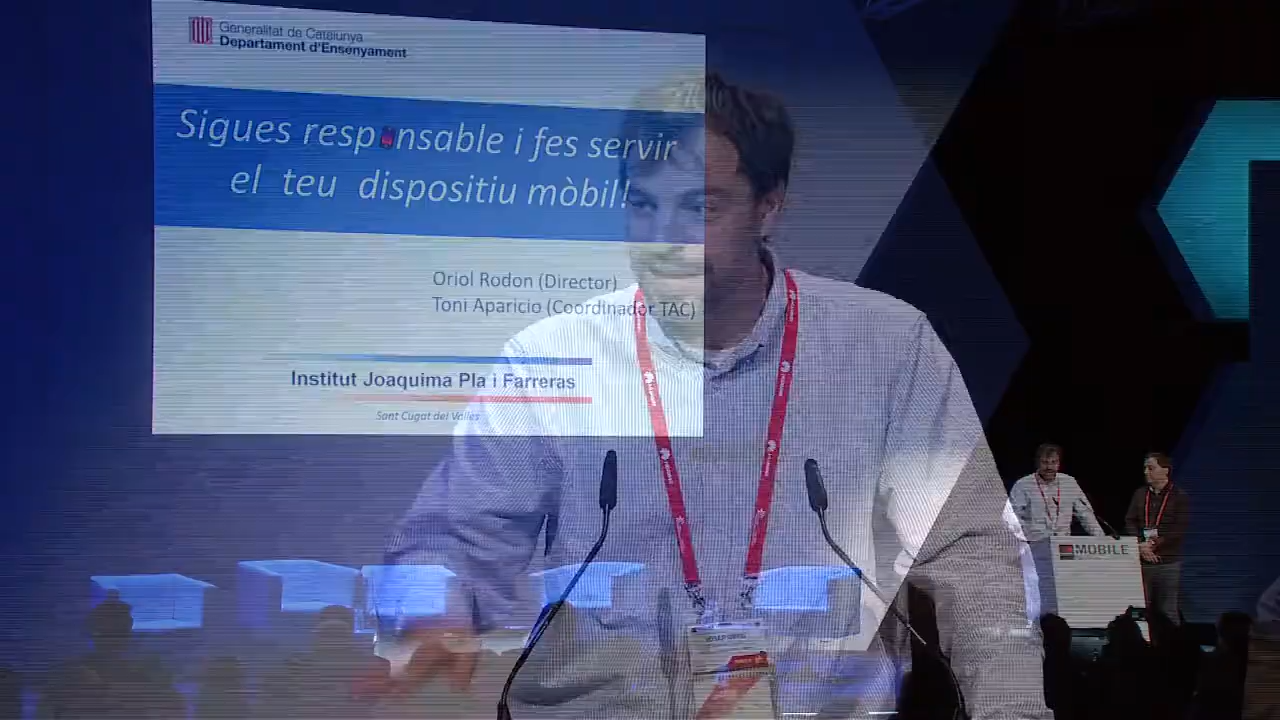 Generalitat de Catalunya
Departament d'Ensenyament
Sigues responsable i fes servir
el teu dispositiu mòbil!
Oriol Rodon (Director)
Toni Aparicio (Coordinador TAC)
Institut Joaquima Pla i Farreras
Sant Cugat del Vallès
MOBILE